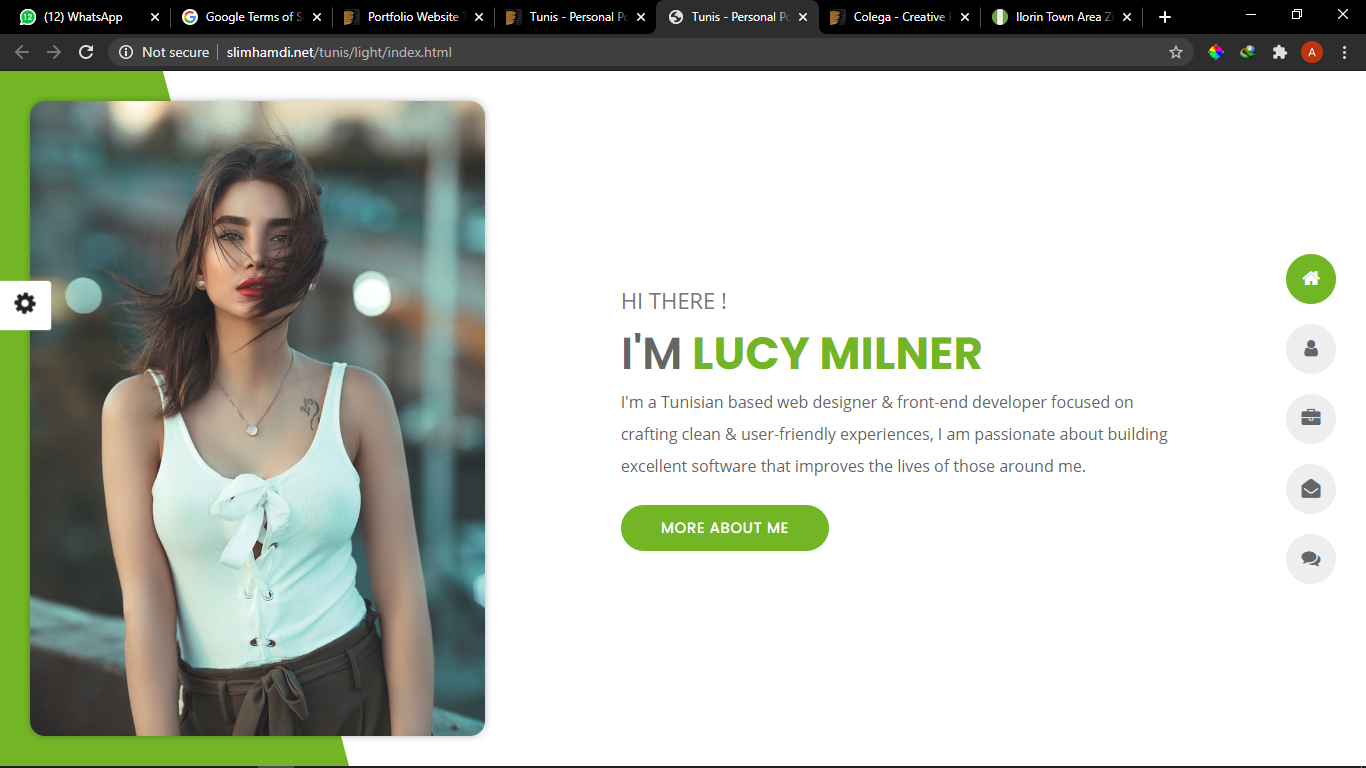 (12) WhatsApp
Google Terms of S
Portfolio Website T
Tunis - Personal Po
Tunis - Personal Po
Colega - Creative
Ilorin Town Area Z
Not secure
slimhamdi.net/tunis/light/index.html
A
HI THERE !
I'M LUCY MILNER
I'm a Tunisian based web designer & front-end developer focused on
crafting clean & user-friendly experiences, I am passionate about building
excellent software that improves the lives of those around me.
MORE ABOUT ME